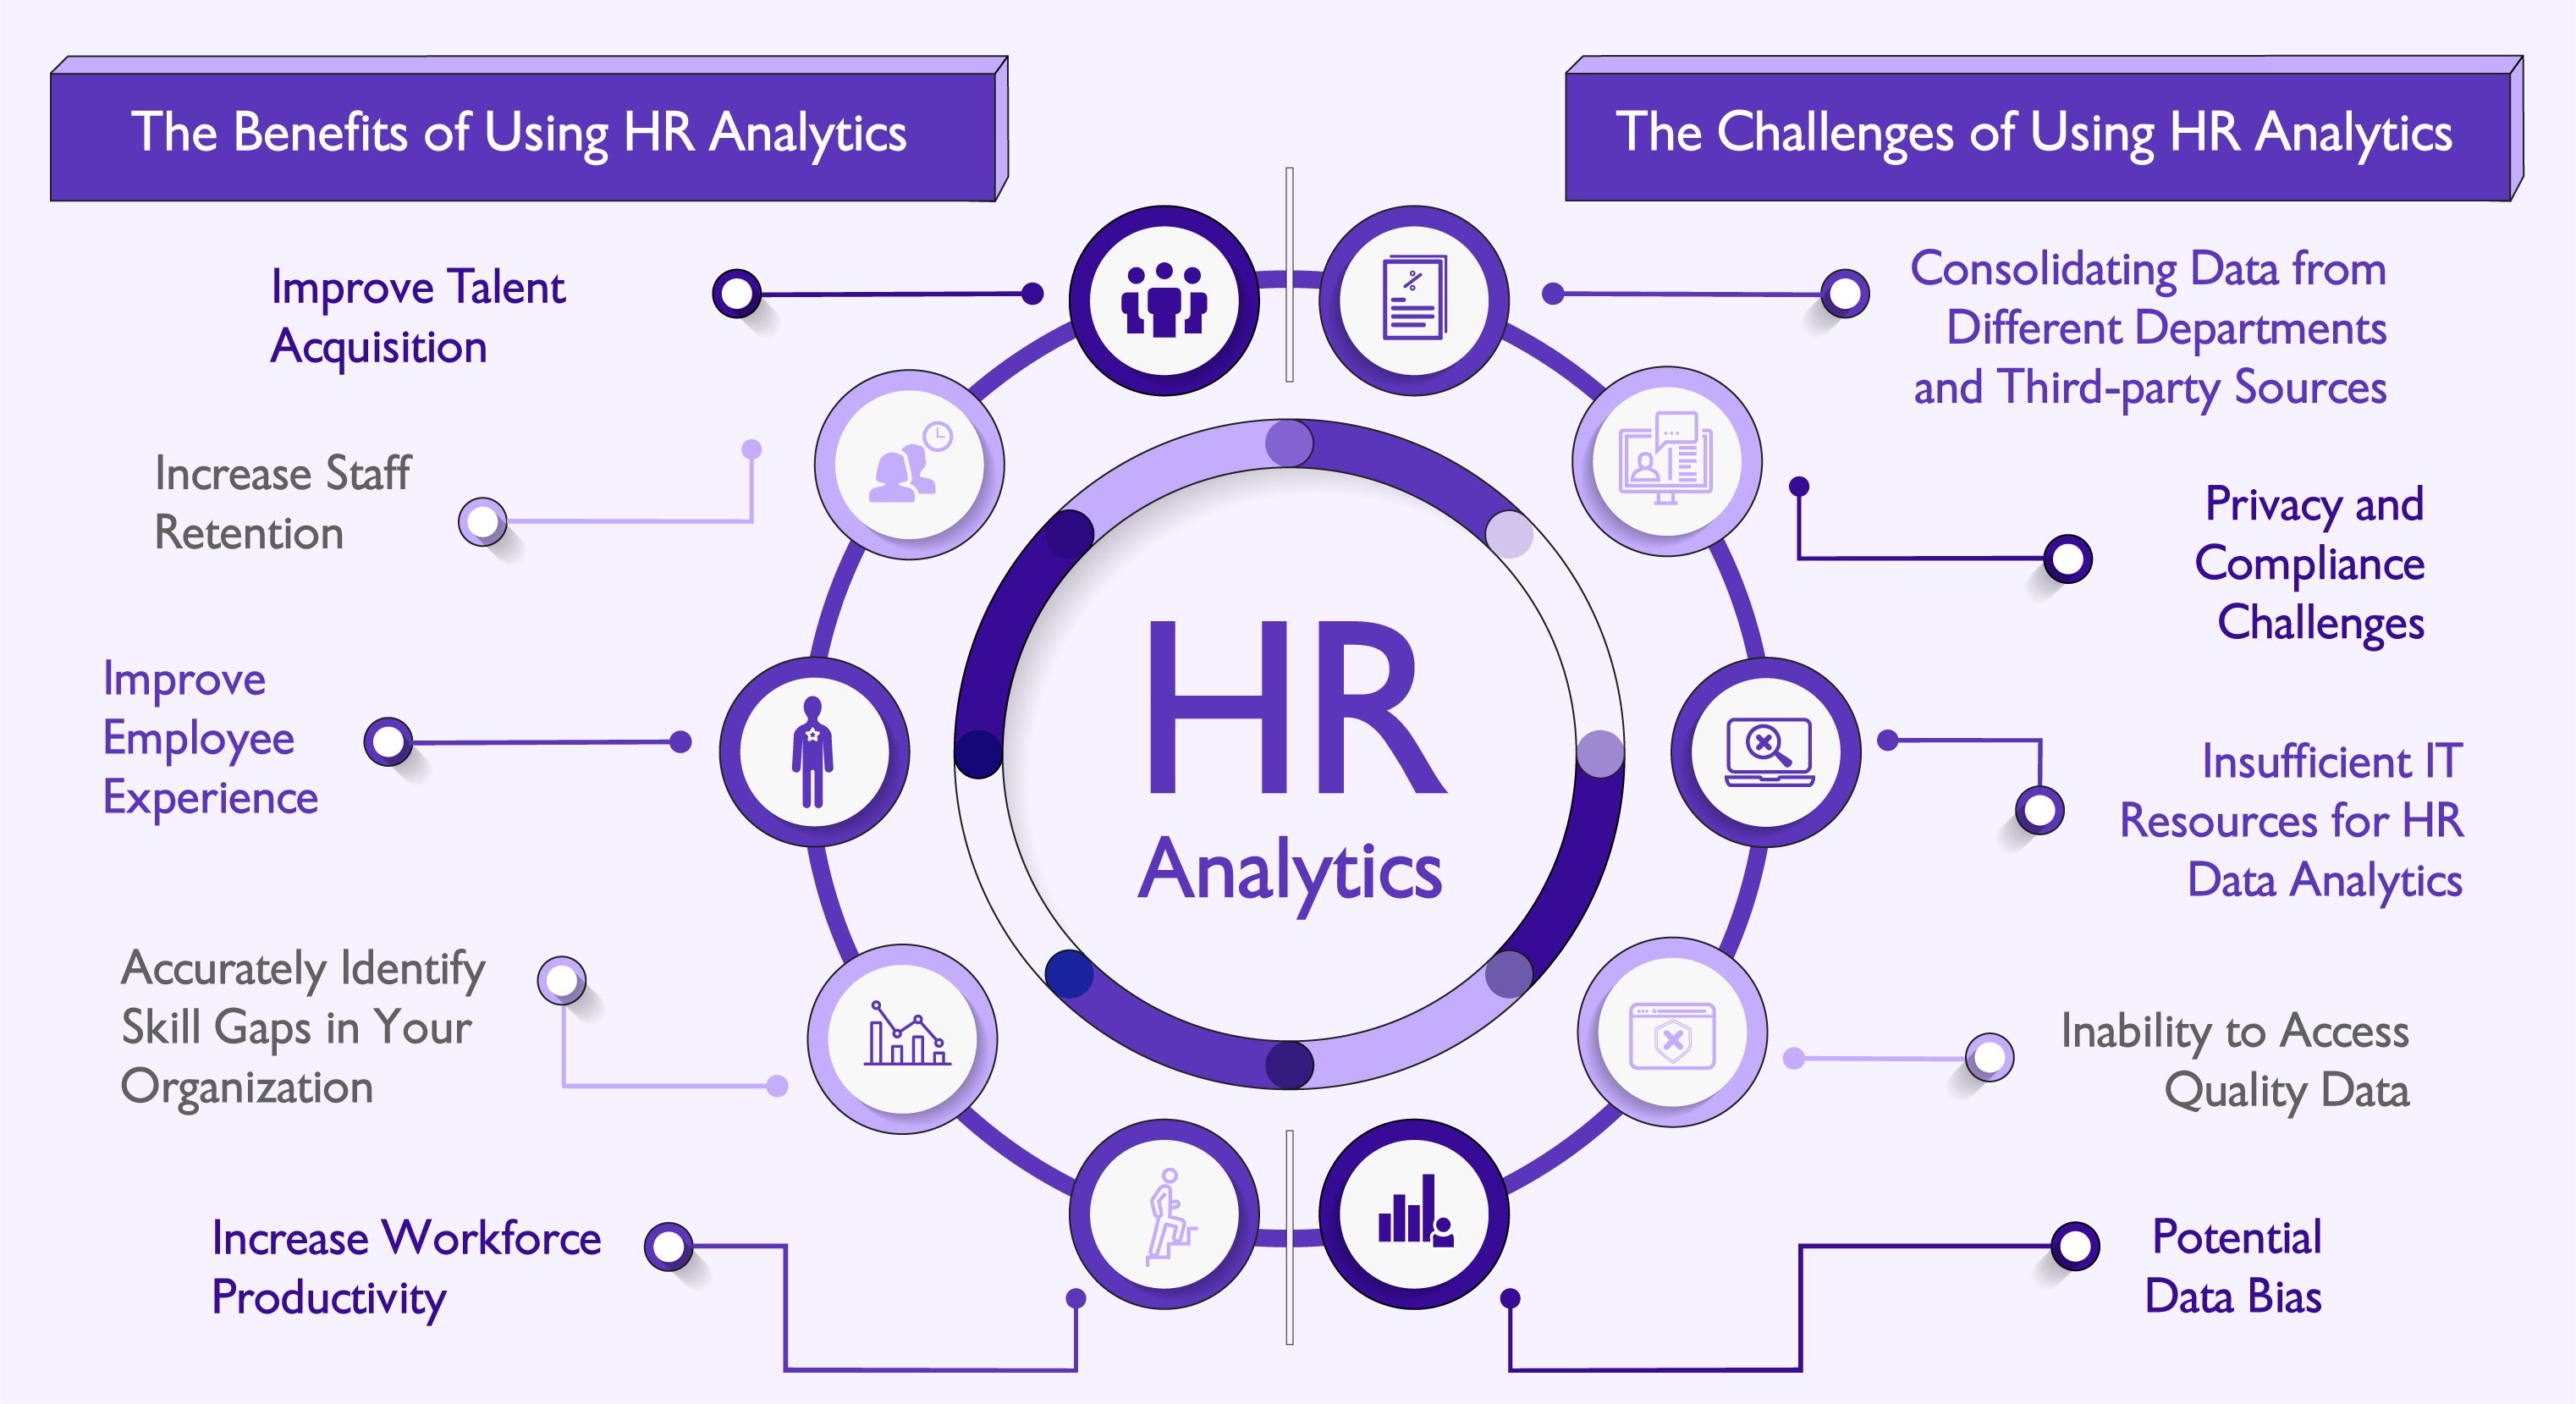 The Benefits of Using HR Analytics
Improve Talent
Acquisition
Increase Staff
Retention
Improve
Employee
Experience
Accurately Identify
Skill Gaps in Your
Organization
Increase Workforce
Productivity
HR
Analytics
The Challenges of Using HR Analytics
Consolidating Data from
Different Departments
and Third-party Sources
Privacy and
Compliance
Challenges
Insufficient IT
Resources for HR
Data Analytics
Inability to Access
Quality Data
Potential
Data Bias